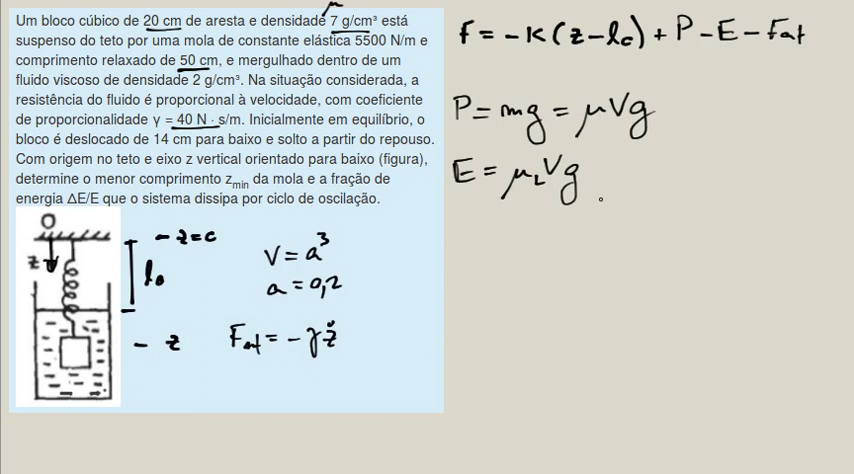 Um bloco cúbico de 20 cm de aresta e densidade 7 g/cm³ está
suspenso do teto por uma mola de constante elástica 5500 N/m e
comprimento relaxado de 50 cm, e mergulhado dentro de um
fluido viscoso de densidade 2 g/cm³. Na situação considerada, a
resistência do fluido é proporcional à velocidade, com coeficiente
de proporcionalidade γ = 40 N · s/m. Inicialmente em equilíbrio, o
bloco é deslocado de 14 cm para baixo e solto a partir do repouso.
Com origem no teto e eixo z vertical orientado para baixo (figura),
determine o menor comprimento z_min da mola e a fração de
energia ΔE/E que o sistema dissipa por ciclo de oscilação.
μ
O
z
- z = 0
l₀
- z
V = a³
a = 0,2
F_at = - γ ż
F = - K (z - l₀) + P - E - F_at
P = mg = μVg
E = μ_L Vg